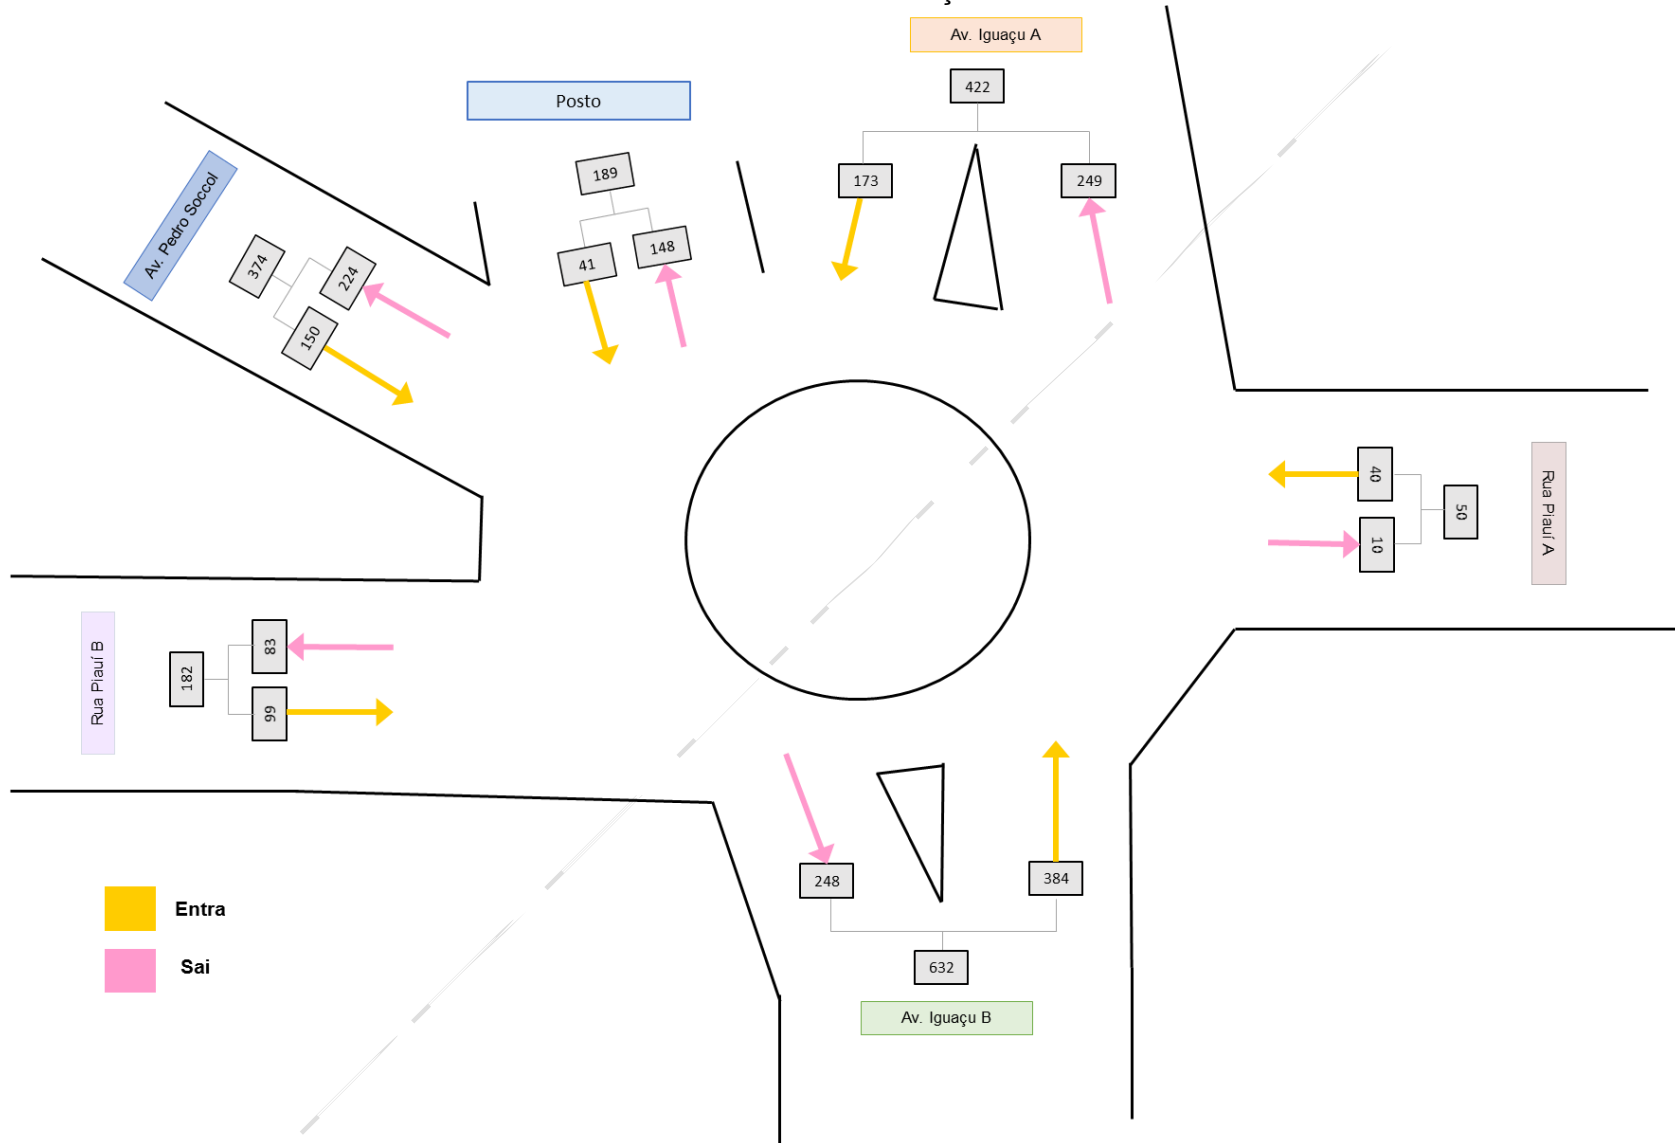 Av. Iguaçu A
422
173
249
Posto
189
41
148
Av. Pedro Soccol
374
224
150
40
50
10
Rua Piauí A
Rua Piauí B
182
83
99
248
384
632
Av. Iguaçu B
Entra
Sai